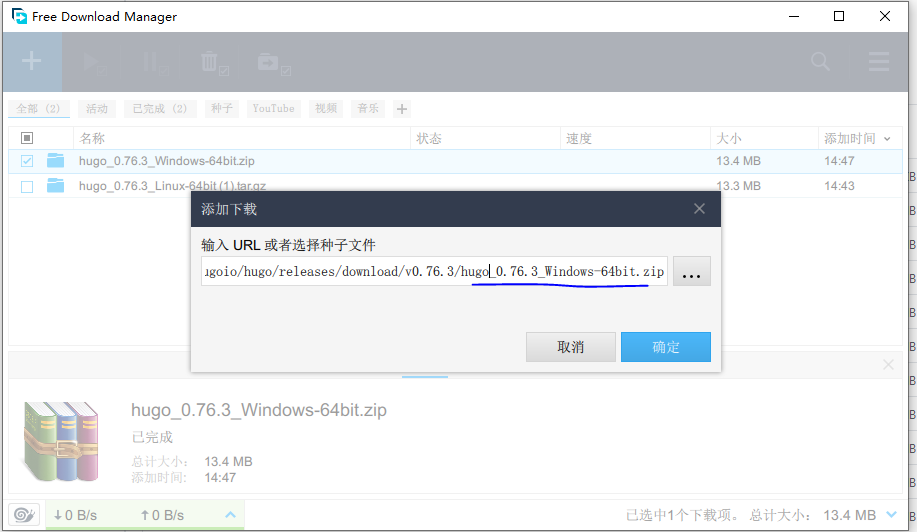 Free Download Manager
全部 (2) 活动 已完成 (2) 种子 YouTube 视频 音乐
名称 状态 速度 大小 添加时间
hugo_0.76.3_Windows-64bit.zip 13.4 MB 14:47
hugo_0.76.3_Linux-64bit (1).tar.gz 13.3 MB 14:43
添加下载
输入 URL 或者选择种子文件
ugoio/hugo/releases/download/v0.76.3/hugo_0.76.3_Windows-64bit.zip ...
取消 确定
hugo_0.76.3_Windows-64bit.zip
已完成
总计大小: 13.4 MB
添加时间: 14:47
↓0 B/s ↑0 B/s 已选中1个下载项。 总计大小: 13.4 MB